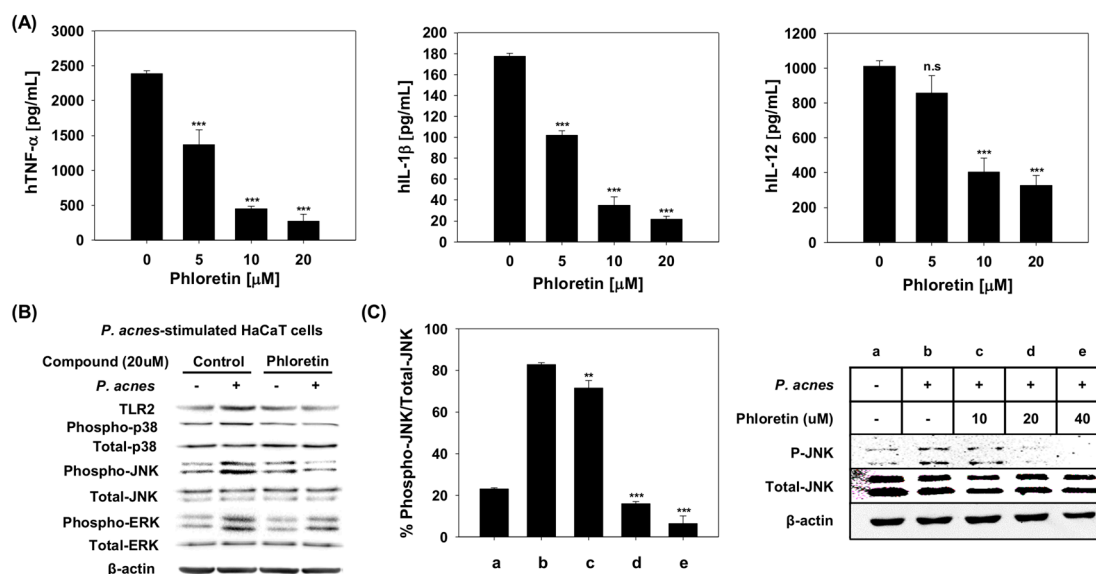 (A)
hTNF-α [pg/mL]
3000
2500
2000
1500
1000
500
0
***
***
***
0 5 10 20
Phloretin [μM]
hIL-1β [pg/mL]
200
180
160
140
120
100
80
60
40
20
0
***
***
***
0 5 10 20
Phloretin [μM]
hIL-12 [pg/mL]
1200
1000
800
600
400
200
0
n.s
***
***
0 5 10 20
Phloretin [μM]
(B)
P. acnes-stimulated HaCaT cells
Compound (20uM) Control Phloretin
P. acnes - + - +
TLR2
Phospho-p38
Total-p38
Phospho-JNK
Total-JNK
Phospho-ERK
Total-ERK
β-actin
(C)
% Phospho-JNK/Total-JNK
100
80
60
40
20
0
**
***
***
a b c d e
a b c d e
P. acnes - + + + +
Phloretin (uM) - - 10 20 40
P-JNK
Total-JNK
β-actin